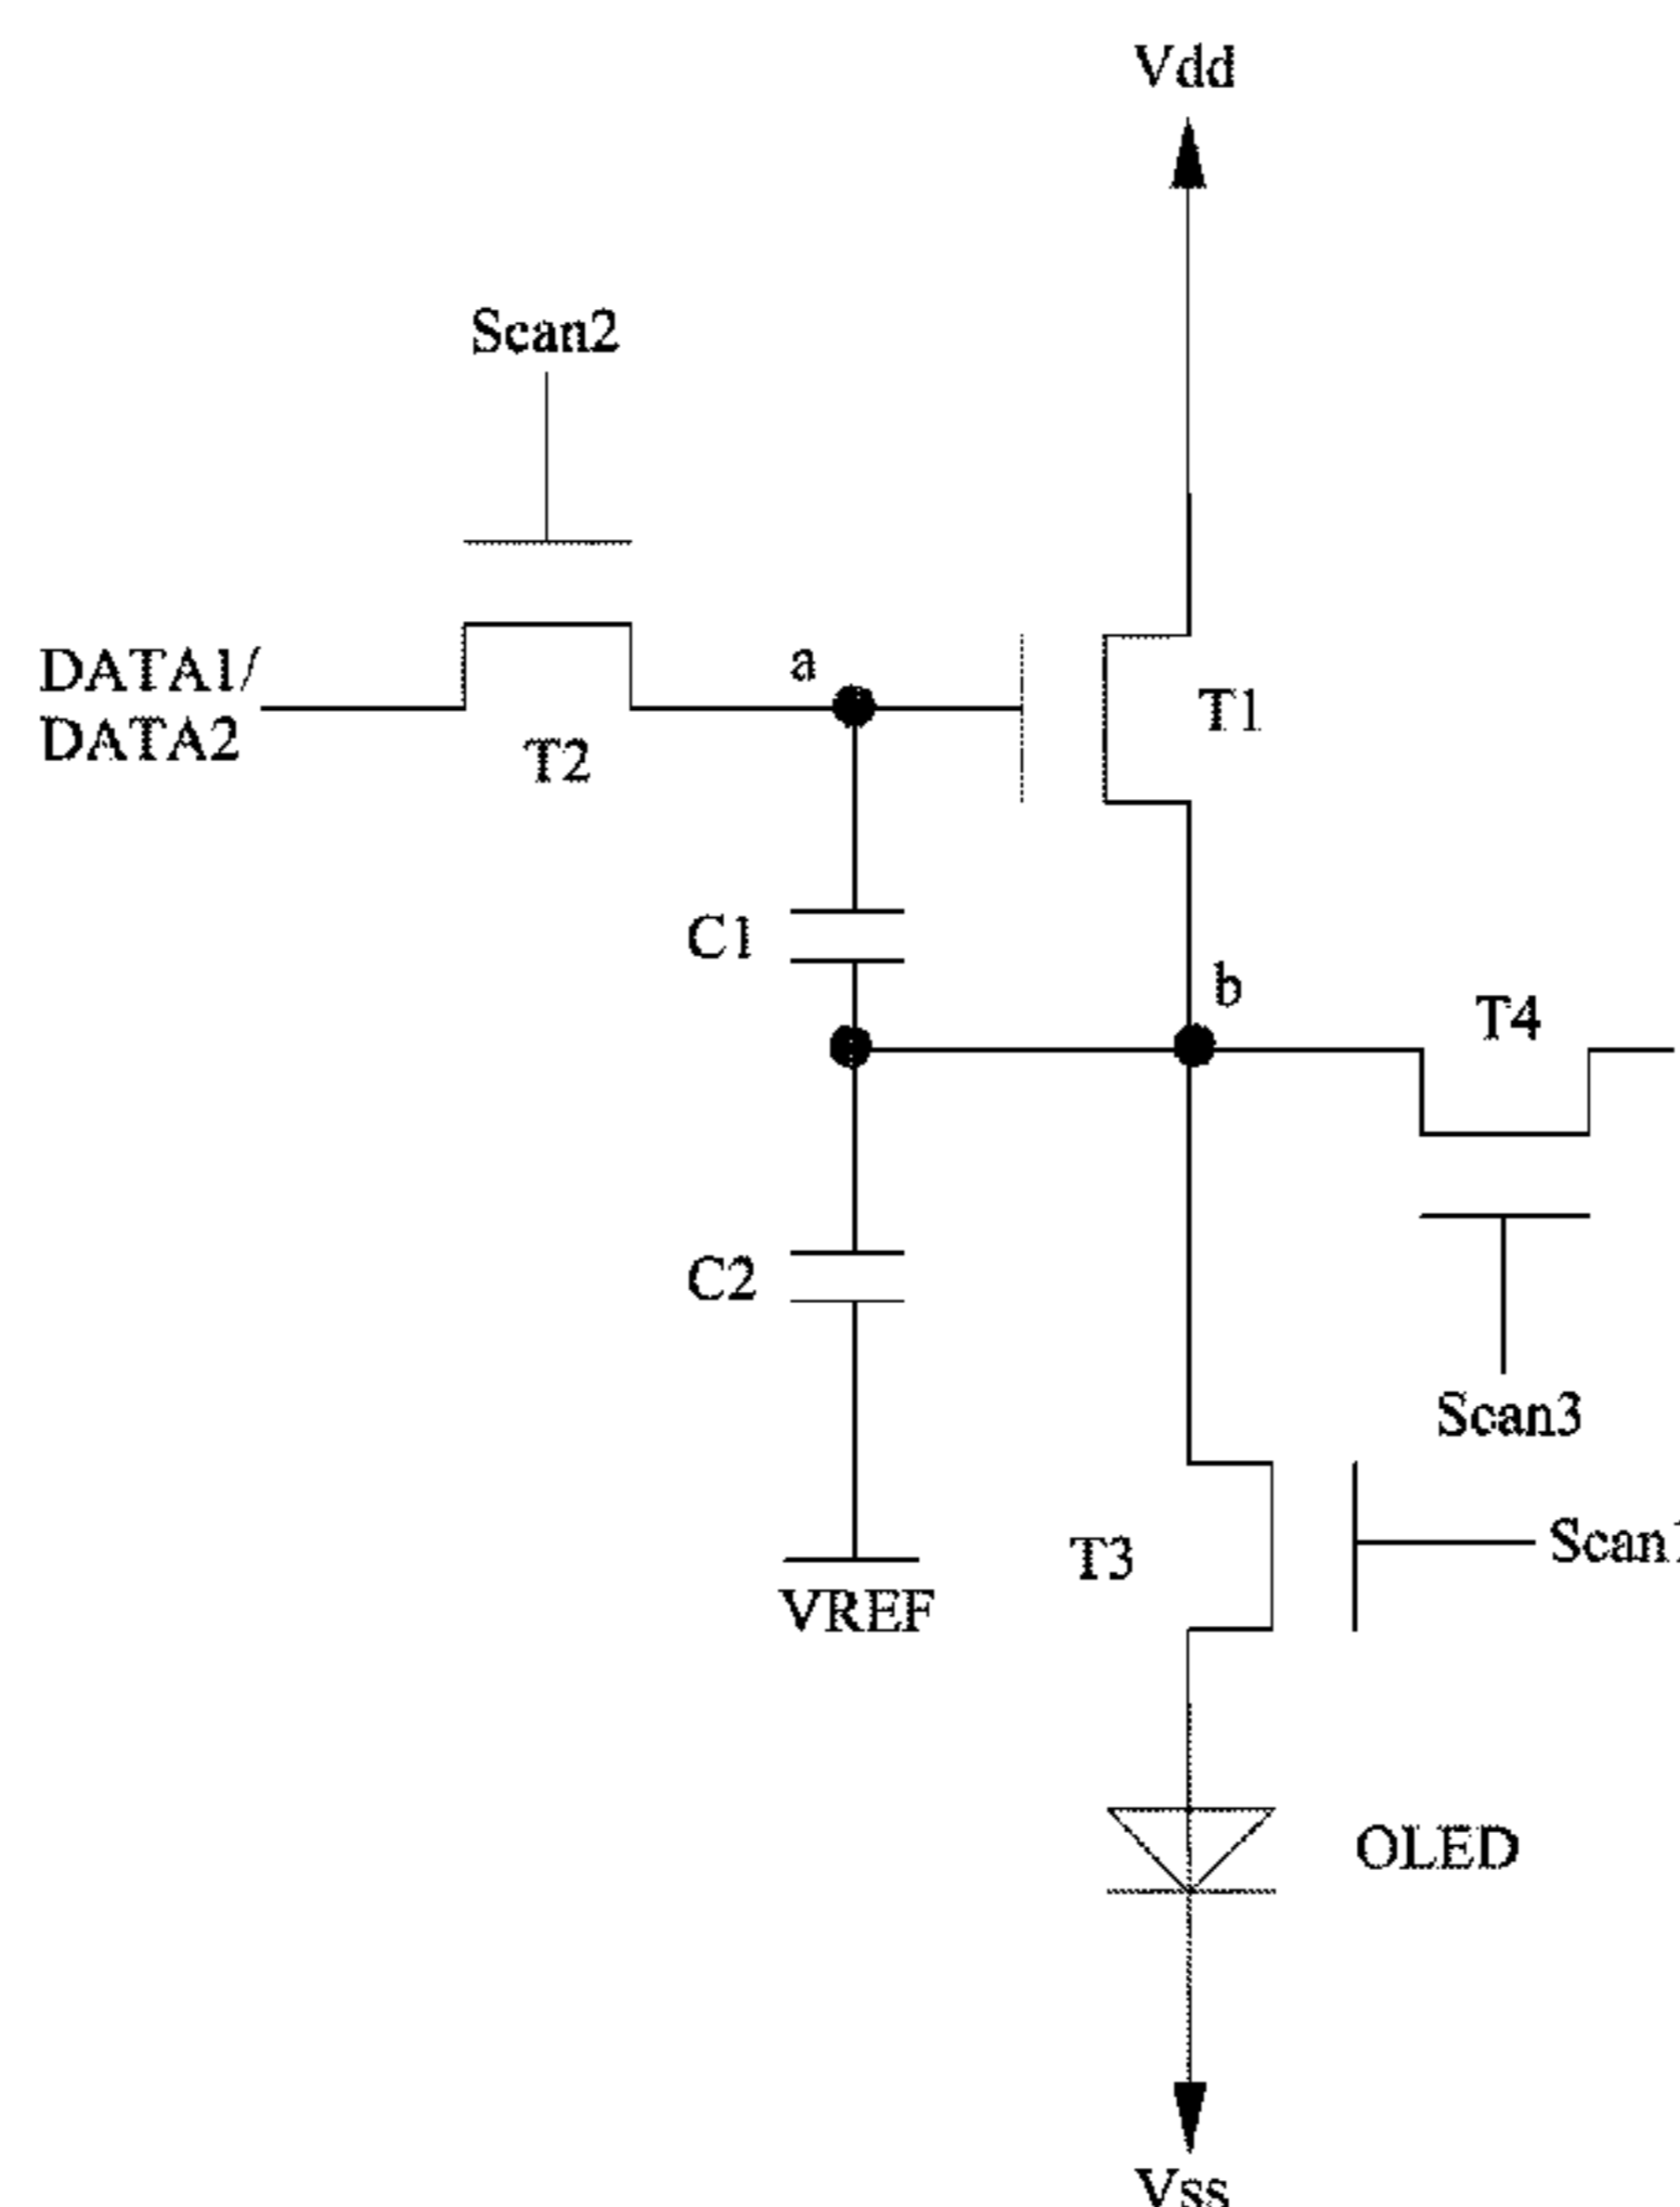 Vdd
Scan2
DATA1/
DATA2
T2
a
T1
C1
b
T4
C2
Scan3
T3
VREF
OLED
Vss